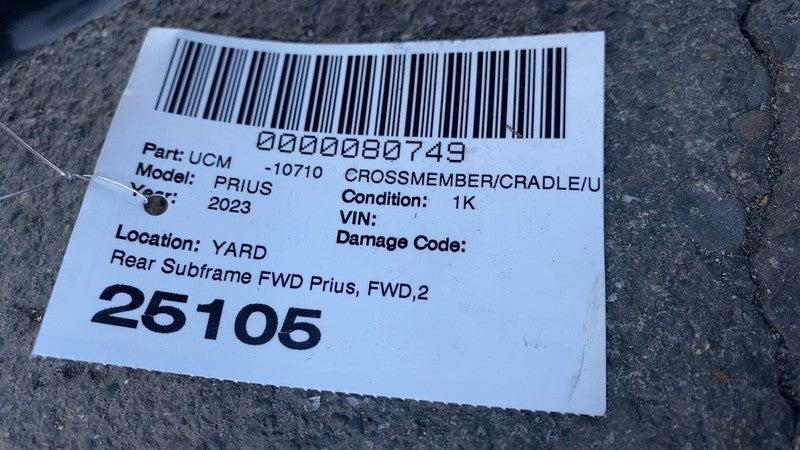 0000080749
Part: UCM -10710 CROSSMEMBER/CRADLE/U
Model: PRIUS Condition: 1K
Year: 2023 VIN:
Damage Code:
Location: YARD
Rear Subframe FWD Prius, FWD,2
25105